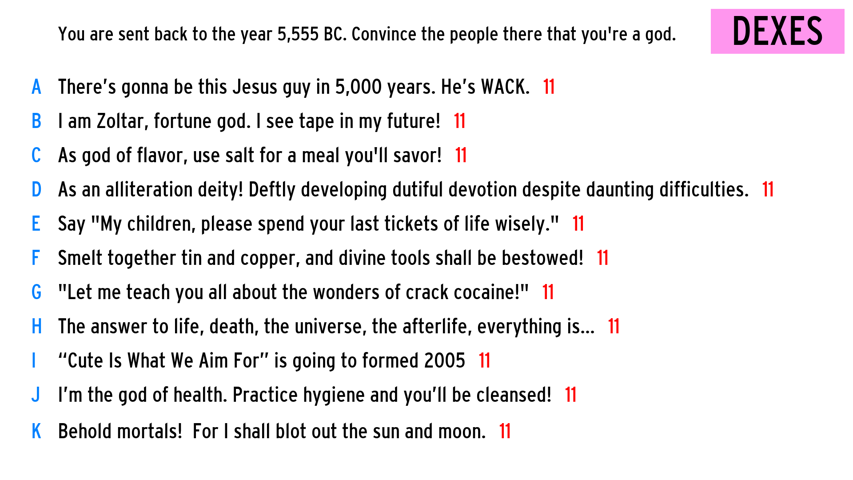 You are sent back to the year 5,555 BC. Convince the people there that you're a god.
DEXES
A There's gonna be this Jesus guy in 5,000 years. He's WACK. 11
B I am Zoltar, fortune god. I see tape in my future! 11
C As god of flavor, use salt for a meal you'll savor! 11
D As an alliteration deity! Deftly developing dutiful devotion despite daunting difficulties. 11
E Say "My children, please spend your last tickets of life wisely." 11
F Smelt together tin and copper, and divine tools shall be bestowed! 11
G "Let me teach you all about the wonders of crack cocaine!" 11
H The answer to life, death, the universe, the afterlife, everything is... 11
I “Cute Is What We Aim For” is going to formed 2005 11
J I'm the god of health. Practice hygiene and you'll be cleansed! 11
K Behold mortals!  For I shall blot out the sun and moon. 11